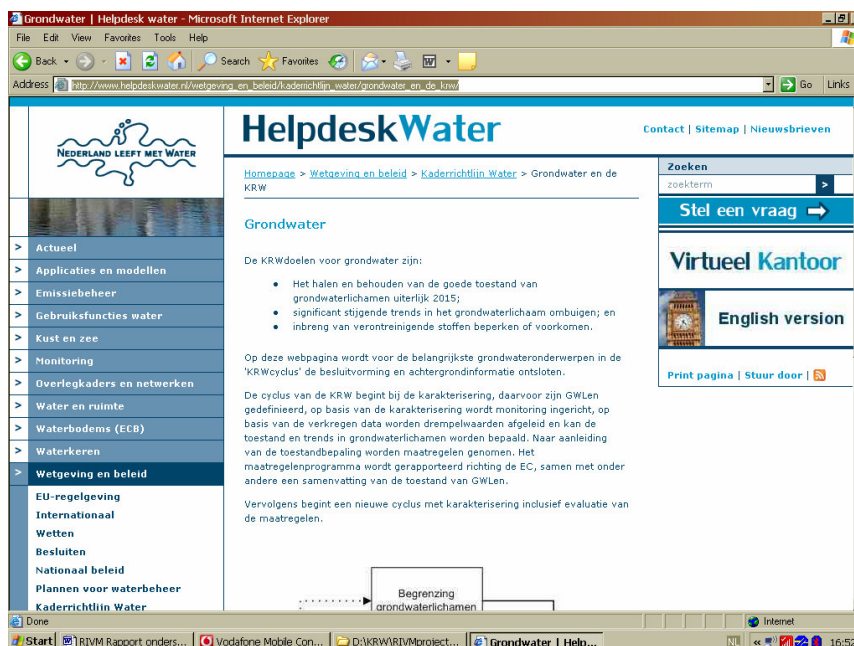 Grondwater | Helpdesk water - Microsoft Internet Explorer
File Edit View Favorites Tools Help
Back Search Favorites
Address http://www.helpdeskwater.nl/wetgeving_en_beleid/kaderrichtlijn_water/grondwater_en_de_krw/ Go Links
NEDERLAND LEEFT MET WATER
HelpdeskWater
Contact | Sitemap | Nieuwsbrieven
Homepage > Wetgeving en beleid > Kaderrichtlijn Water > Grondwater en de
KRW
Zoeken
zoekterm >
Stel een vraag
Virtueel Kantoor
English version
Print pagina | Stuur door |
> Actueel
> Applicaties en modellen
> Emissiebeheer
> Gebruiksfuncties water
> Kust en zee
> Monitoring
> Overlegkaders en netwerken
> Water en ruimte
> Waterbodems (ECB)
> Waterkeren
> Wetgeving en beleid
EU-regelgeving
Internationaal
Wetten
Besluiten
Nationaal beleid
Plannen voor waterbeheer
Kaderrichtlijn Water
Grondwater
De KRWdoelen voor grondwater zijn:
• Het halen en behouden van de goede toestand van
grondwaterlichamen uiterlijk 2015;
• significant stijgende trends in het grondwaterlichaam ombuigen; en
• inbreng van verontreinigende stoffen beperken of voorkomen.
Op deze webpagina wordt voor de belangrijkste grondwateronderwerpen in de
'KRWcyclus' de besluitvorming en achtergrondinformatie ontsloten.
De cyclus van de KRW begint bij de karakterisering, daarvoor zijn GWLen
gedefinieerd, op basis van de karakterisering wordt monitoring ingericht, op
basis van de verkregen data worden drempelwaarden afgeleid en kan de
toestand en trends in grondwaterlichamen worden bepaald. Naar aanleiding
van de toestandbepaling worden maatregelen genomen. Het
maatregelenprogramma wordt gerapporteerd richting de EC, samen met onder
andere een samenvatting van de toestand van GWLen.
Vervolgens begint een nieuwe cyclus met karakterisering inclusief evaluatie van
de maatregelen.
Begrenzing
grondwaterlichamen
Done Internet
Start RIVM Rapport onders... Vodafone Mobile Con... D:\KRW\RIVMproject... Grondwater | Help... NL « 16:52